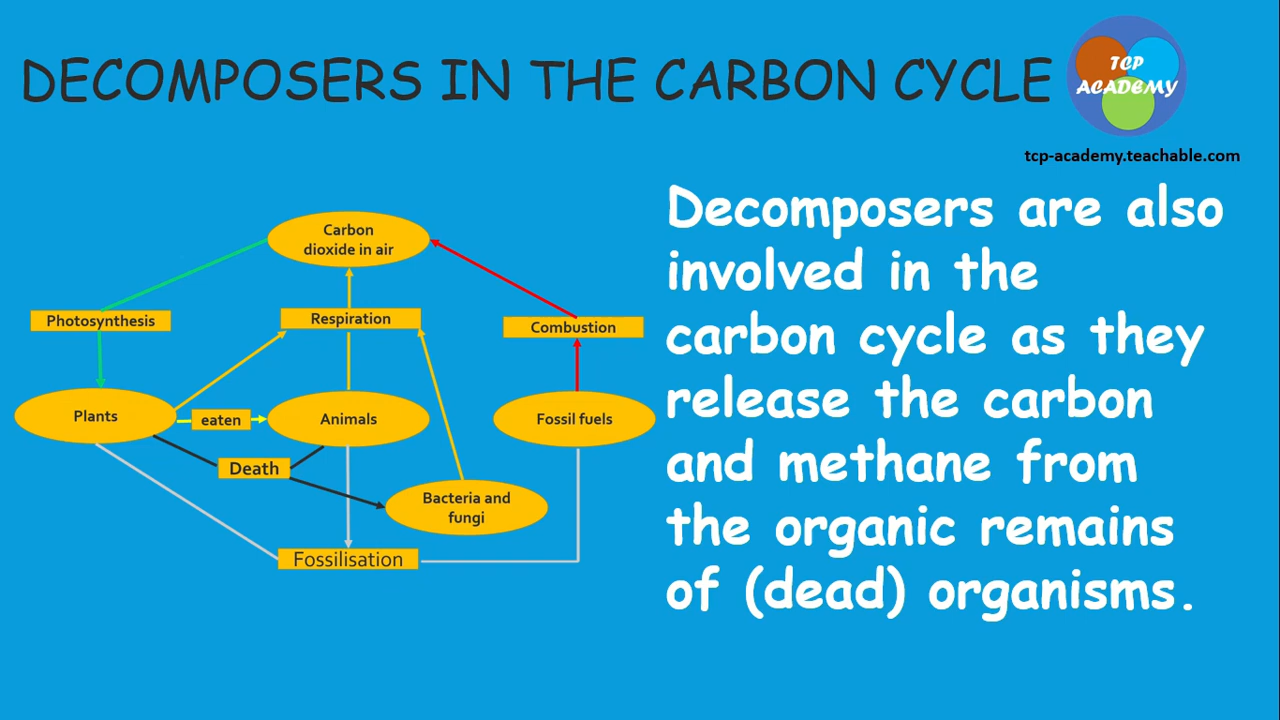 DECOMPOSERS IN THE CARBON CYCLE
TCP
ACADEMY
tcp-academy.teachable.com
Carbon
dioxide in air
Photosynthesis
Respiration
Combustion
Plants
eaten
Animals
Fossil fuels
Death
Bacteria and
fungi
Fossilisation
Decomposers are also
involved in the
carbon cycle as they
release the carbon
and methane from
the organic remains
of (dead) organisms.